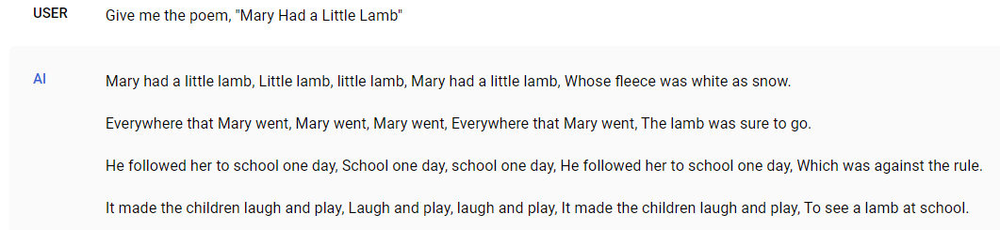 USER Give me the poem, "Mary Had a Little Lamb"
AI Mary had a little lamb, Little lamb, little lamb, Mary had a little lamb, Whose fleece was white as snow.
Everywhere that Mary went, Mary went, Mary went, Everywhere that Mary went, The lamb was sure to go.
He followed her to school one day, School one day, school one day, He followed her to school one day, Which was against the rule.
It made the children laugh and play, Laugh and play, laugh and play, It made the children laugh and play, To see a lamb at school.